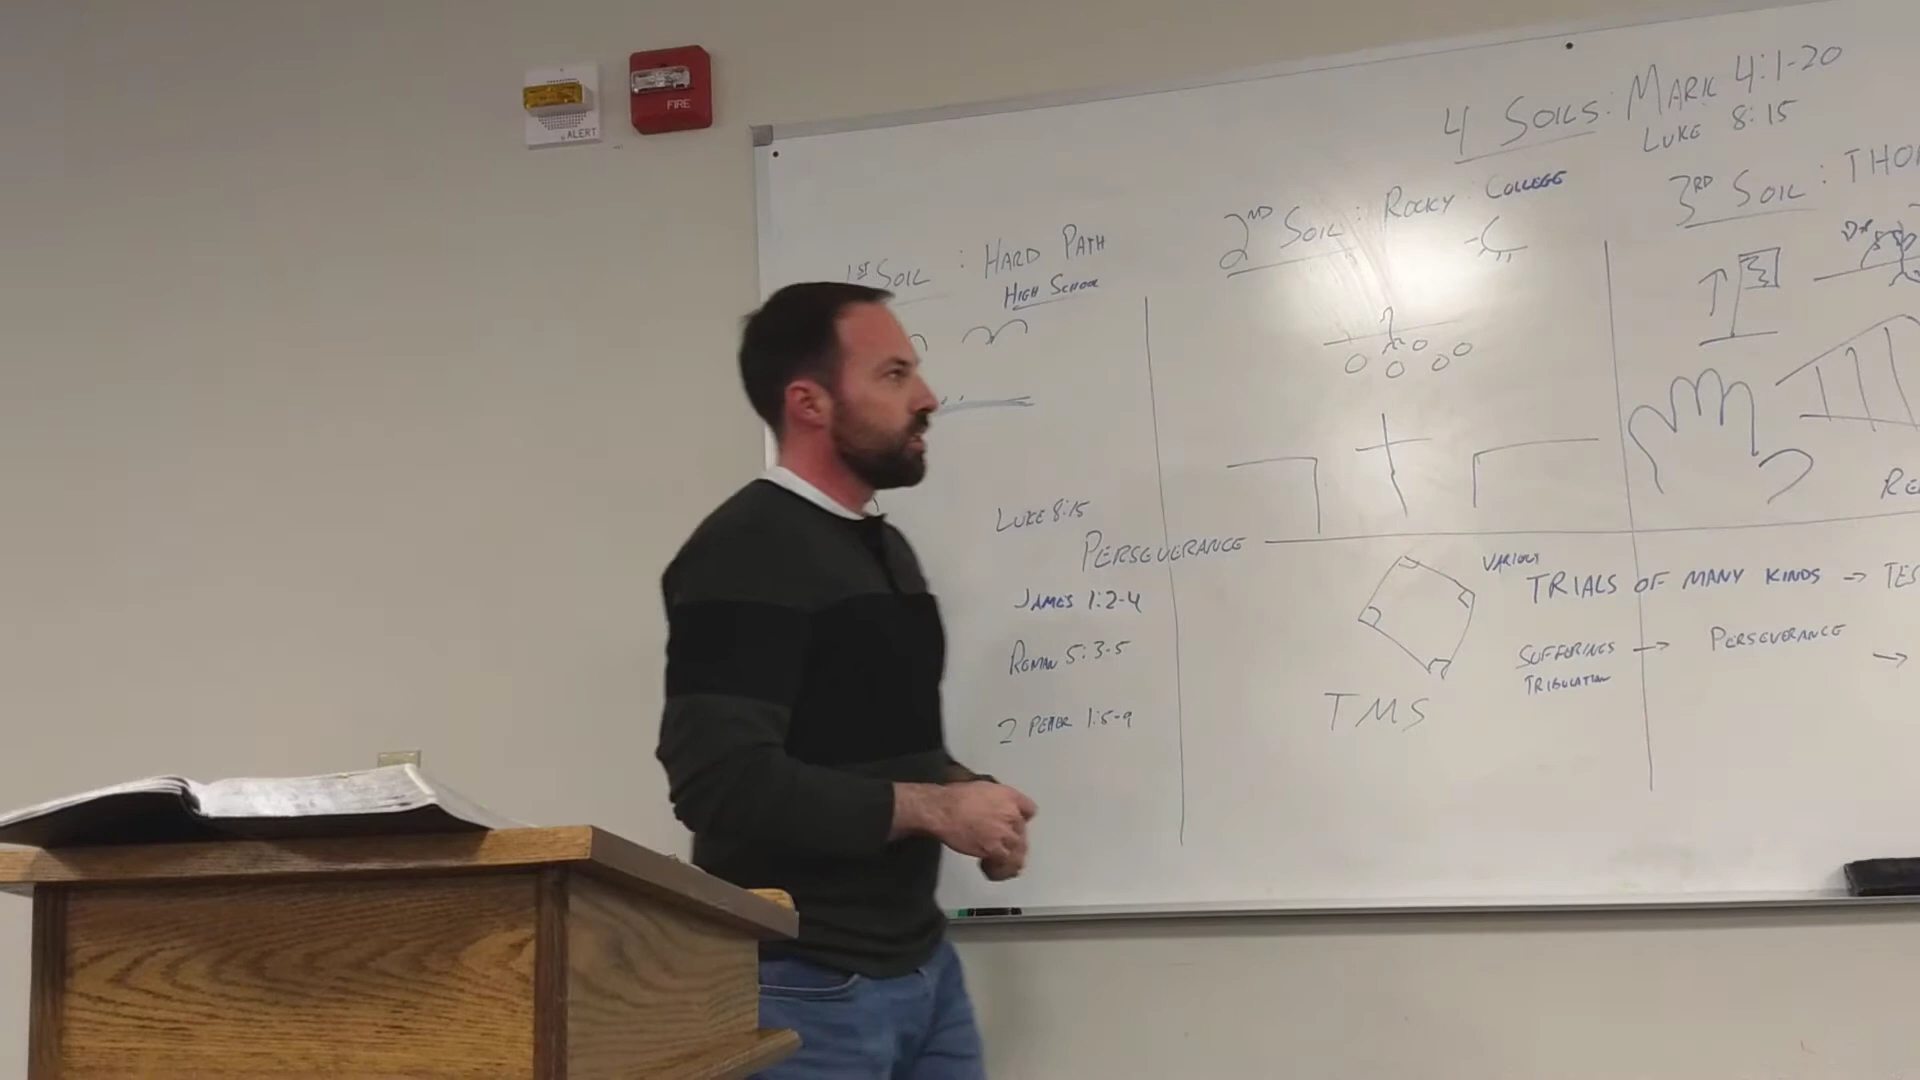 FIRE
ALERT
4 SOILS: MARK 4:1-20
LUKE 8:15
1ST SOIL : HARD PATH
HIGH SCHOOL
2ND SOIL : ROCKY COLLEGE
3RD SOIL : THO
LUKE 8:15
PERSEVERANCE
JAMES 1:2-4
ROMAN 5:3-5
2 PETER 1:5-9
VARIOUS
TRIALS OF MANY KINDS → TES
SUFFERINGS → PERSEVERANCE →
TRIBULATION
TMS